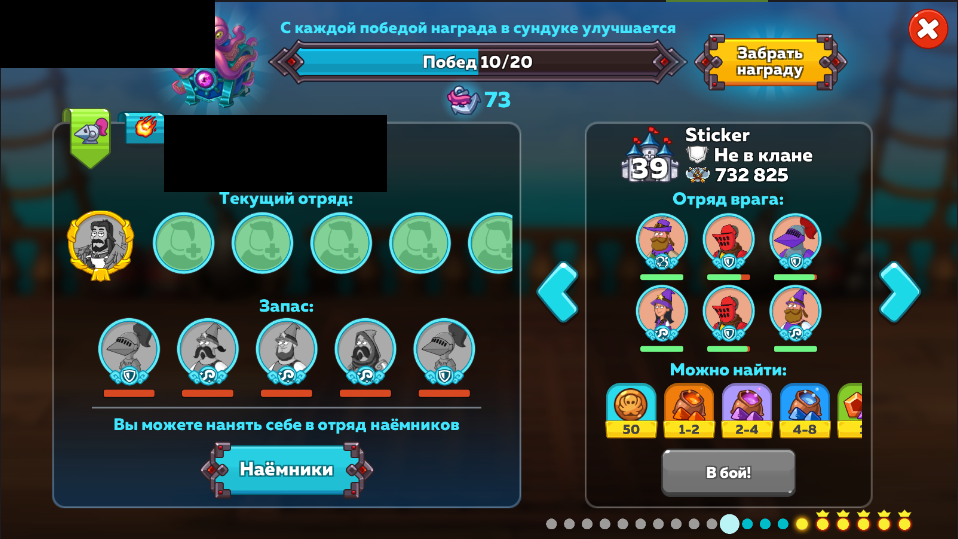 С каждой победой награда в сундуке улучшается
Побед 10/20
Забрать
награду
73
Текущий отряд:
Запас:
Вы можете нанять себе в отряд наёмников
Наёмники
39
Sticker
Не в клане
732 825
Отряд врага:
Можно найти:
50
1-2
2-4
4-8
В бой!